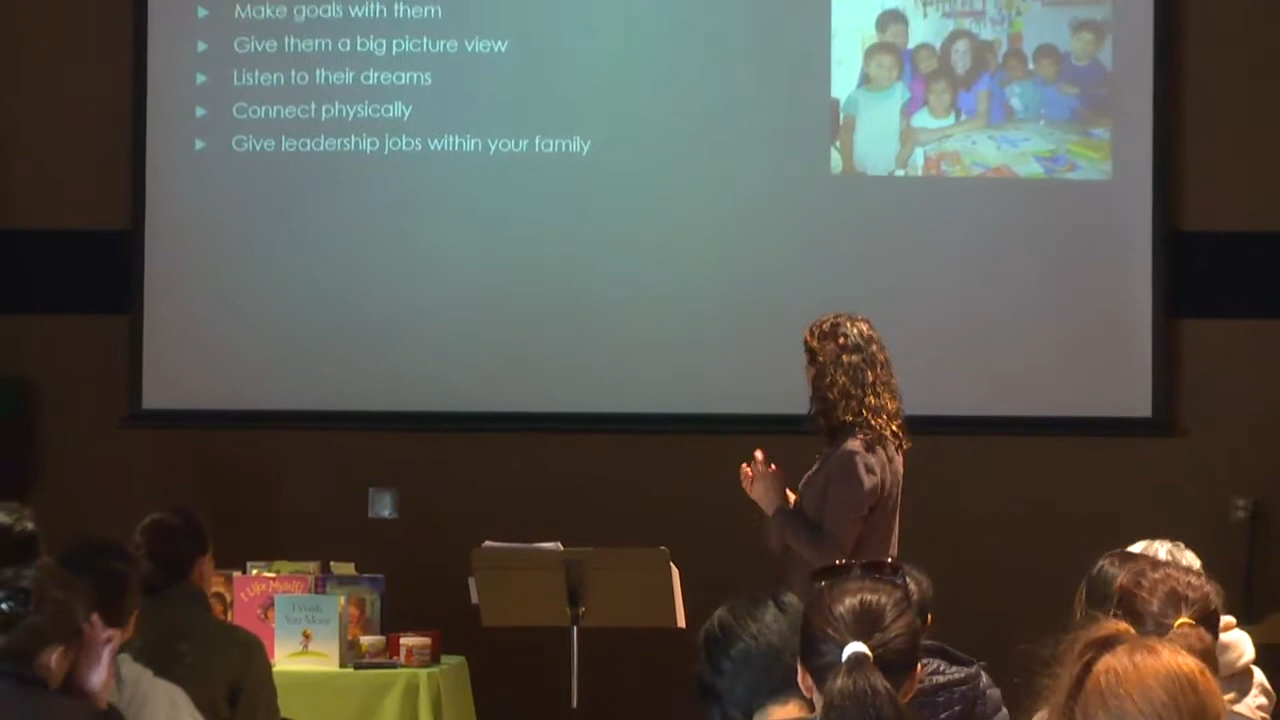 Make goals with them
Give them a big picture view
Listen to their dreams
Connect physically
Give leadership jobs within your family
I Like Myself!
I Wish
You More